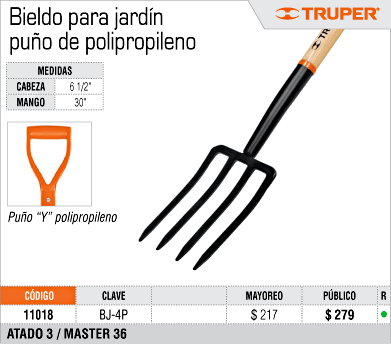 Bieldo para jardín
puño de polipropileno
TRUPER®
MEDIDAS
CABEZA 6 1/2"
MANGO 30"
TRUPER
Puño “Y” polipropileno
CÓDIGO CLAVE MAYOREO PÚBLICO R
11018 BJ-4P $ 217 $ 279
ATADO 3 / MASTER 36